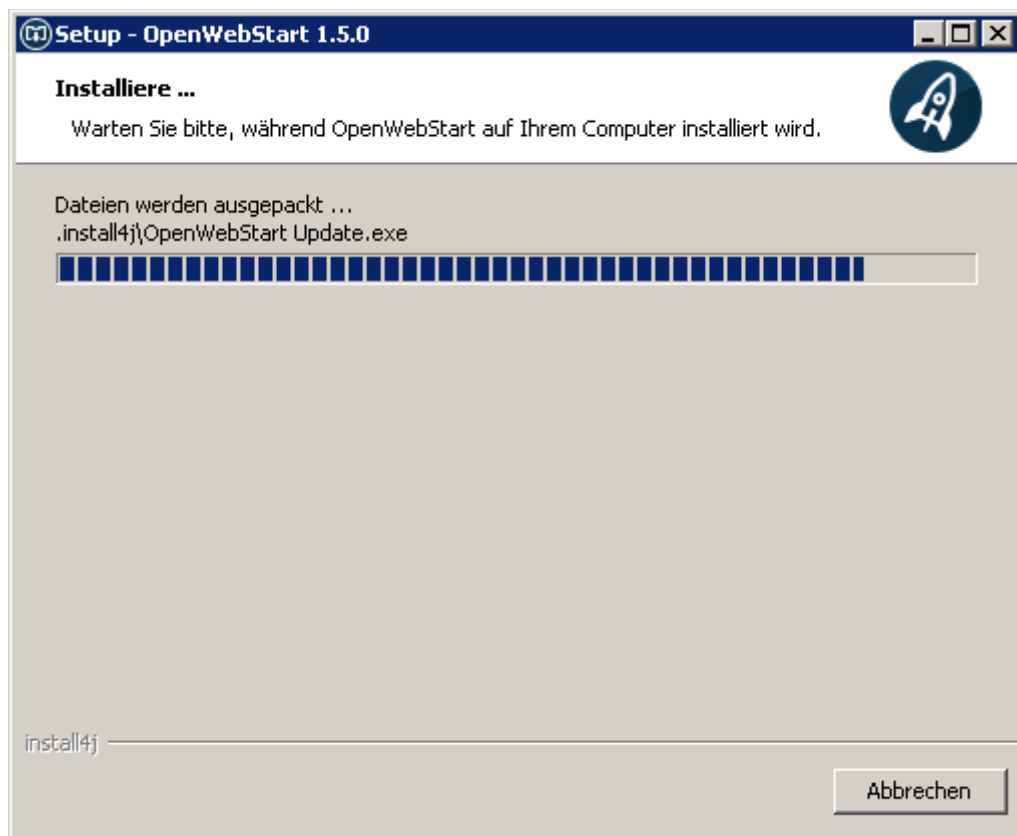 Setup - OpenWebStart 1.5.0
Installiere ...
Warten Sie bitte, während OpenWebStart auf Ihrem Computer installiert wird.
Dateien werden ausgepackt ...
.install4j\OpenWebStart Update.exe
install4j
Abbrechen